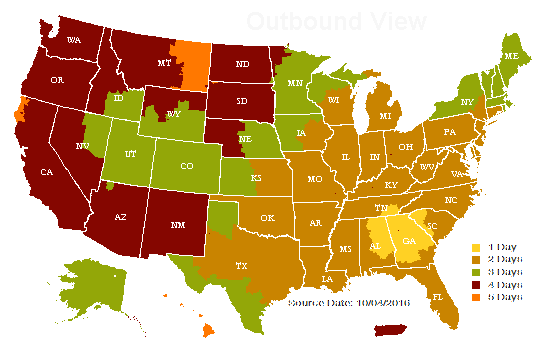 Outbound View
WA
MT
ND
MN
ME
OR
ID
SD
WI
NY
WY
MI
NV
NE
IA
PA
UT
CO
IL
IN
OH
CA
KS
MO
WV
VA
KY
AZ
NM
OK
AR
TN
NC
SC
MS
AL
GA
TX
LA
FL
1 Day
2 Days
3 Days
4 Days
5 Days
Source Date: 10/04/2016